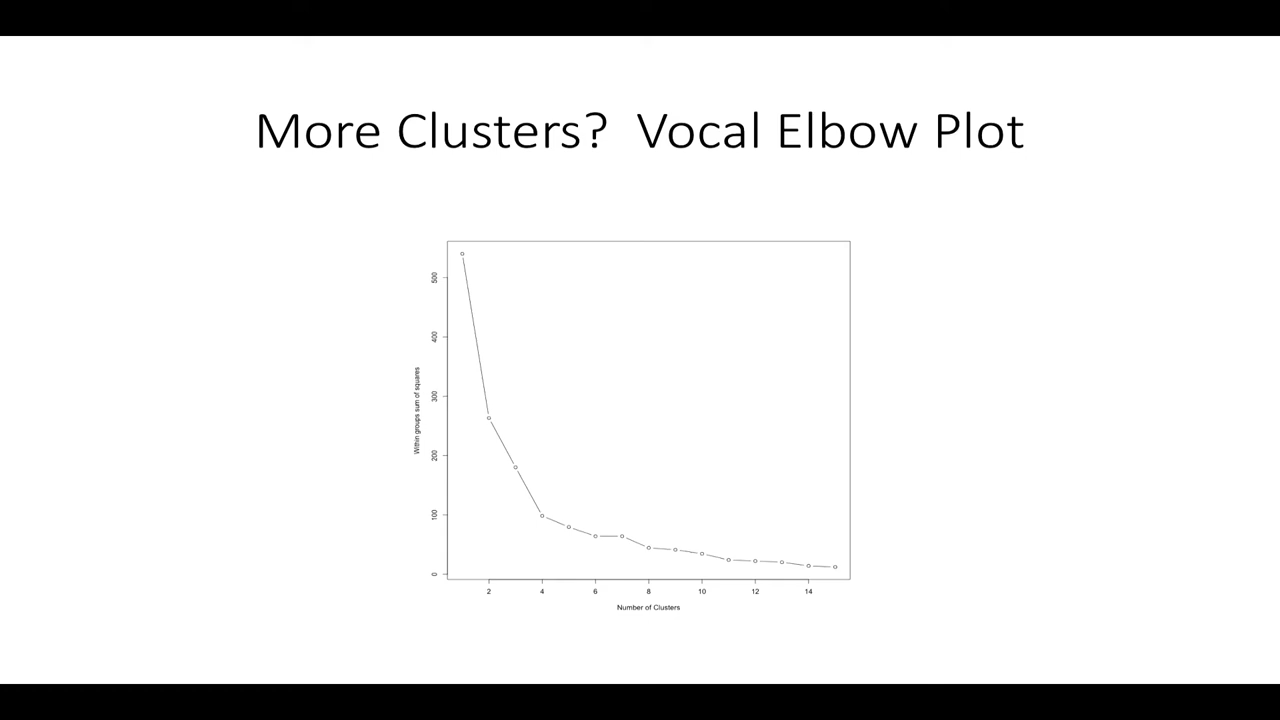 More Clusters?  Vocal Elbow Plot
500
400
300
200
100
0
Within groups sum of squares
2 4 6 8 10 12 14
Number of Clusters